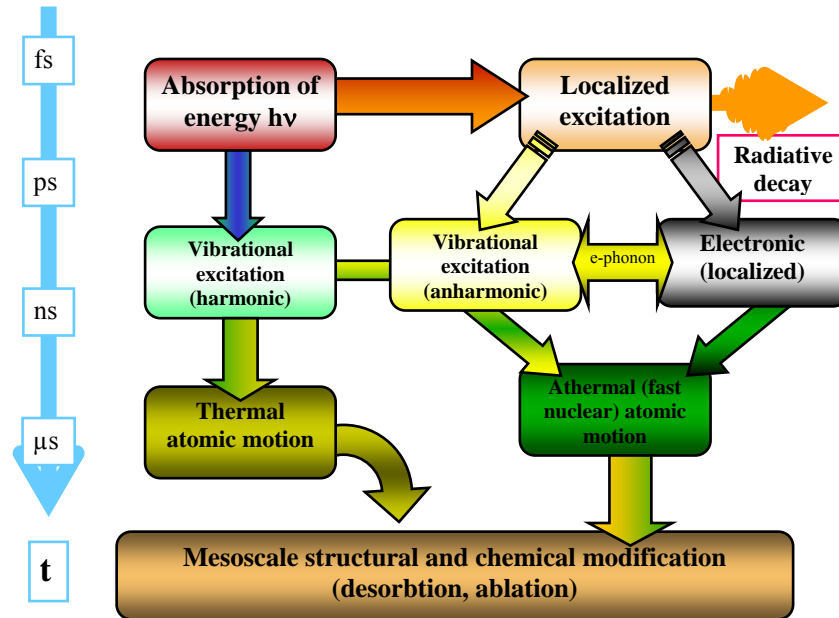 fs
ps
ns
µs
t
Absorption of
energy hν
Localized
excitation
Radiative
decay
Vibrational
excitation
(harmonic)
Vibrational
excitation
(anharmonic)
e-phonon
Electronic
(localized)
Thermal
atomic motion
Athermal (fast
nuclear) atomic
motion
Mesoscale structural and chemical modification
(desorbtion, ablation)